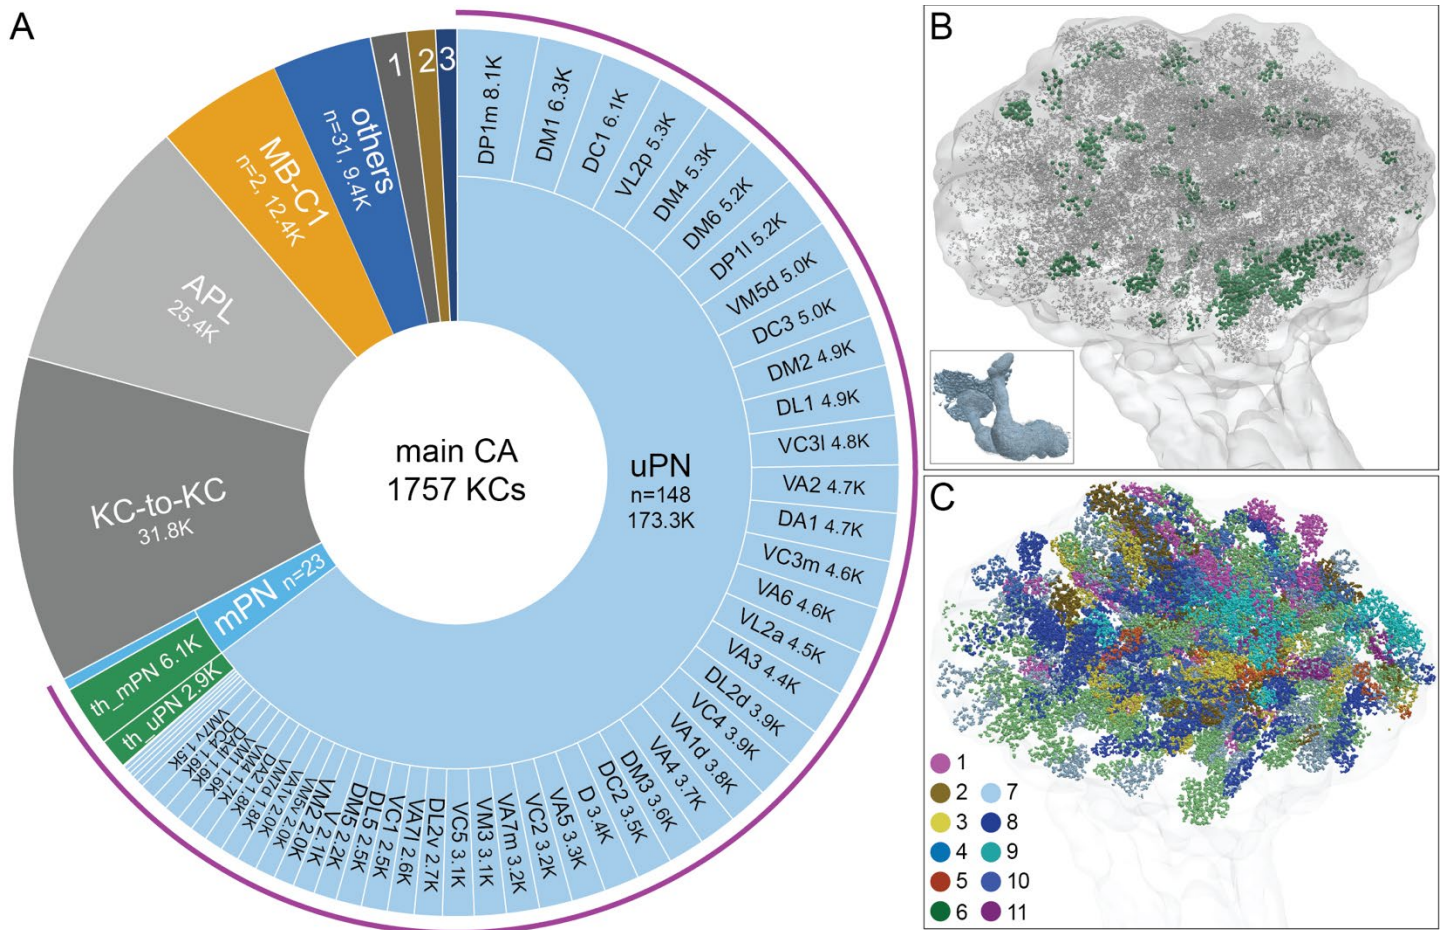 A
1
2
3
others
n=31, 9.4K
MB-C1
n=2, 12.4K
APL
25.4K
KC-to-KC
31.8K
mPN n=23
th_mPN 6.1K
th_uPN 2.9K
main CA
1757 KCs
uPN
n=148
173.3K
DP1m 8.1K
DM1 6.3K
DC1 6.1K
VL2p 5.3K
DM4 5.3K
DM6 5.2K
DP1l 5.2K
VM5d 5.0K
DC3 5.0K
DM2 4.9K
DL1 4.9K
VC3l 4.8K
VA2 4.7K
DA1 4.7K
VC3m 4.6K
VA6 4.6K
VL2a 4.5K
VA3 4.4K
DL2d 3.9K
VC4 3.9K
VA1d 3.8K
VA4 3.7K
DM3 3.6K
DC2 3.5K
D 3.4K
VA5 3.3K
VC2 3.2K
VA7m 3.2K
VM3 3.1K
VC5 3.1K
DL2v 2.7K
VA7l 2.6K
VC1 2.5K
DL5 2.5K
DM5 2.2K
V 2.1K
VM2 2.0K
VM5v 2.0K
VA1v 2.0K
VM7d 1.8K
DA2 1.8K
VM4 1.7K
VM1 1.6K
DA4l 1.6K
DC4 1.6K
VM7v 1.5K
B
C
1
2
3
4
5
6
7
8
9
10
11